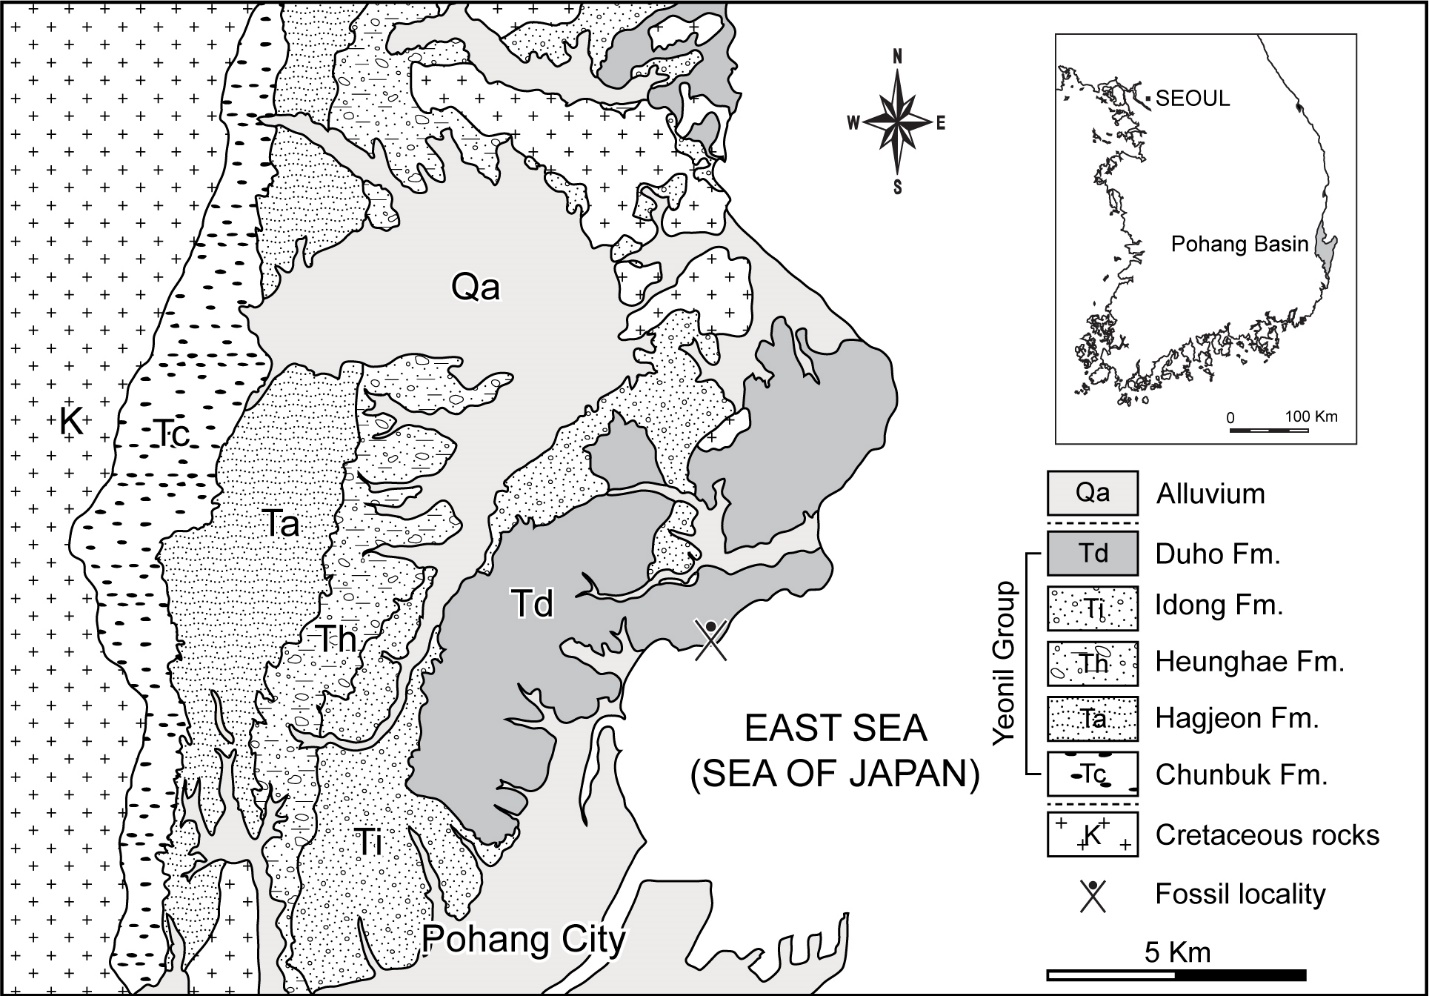 N
W E
S
SEOUL
Pohang Basin
0 100 Km
Qa
K
Tc
Ta
Td
Th
Ti
Pohang City
EAST SEA
(SEA OF JAPAN)
Yeonil Group
Qa Alluvium
Td Duho Fm.
Ti Idong Fm.
Th Heunghae Fm.
Ta Hagjeon Fm.
Tc Chunbuk Fm.
K Cretaceous rocks
Fossil locality
5 Km